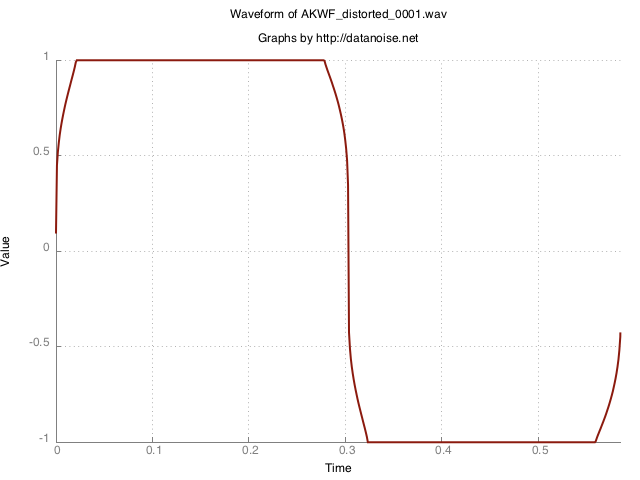 Waveform of AKWF_distorted_0001.wav
Graphs by http://datanoise.net
1
0.5
0
-0.5
-1
Value
0
0.1
0.2
0.3
0.4
0.5
Time